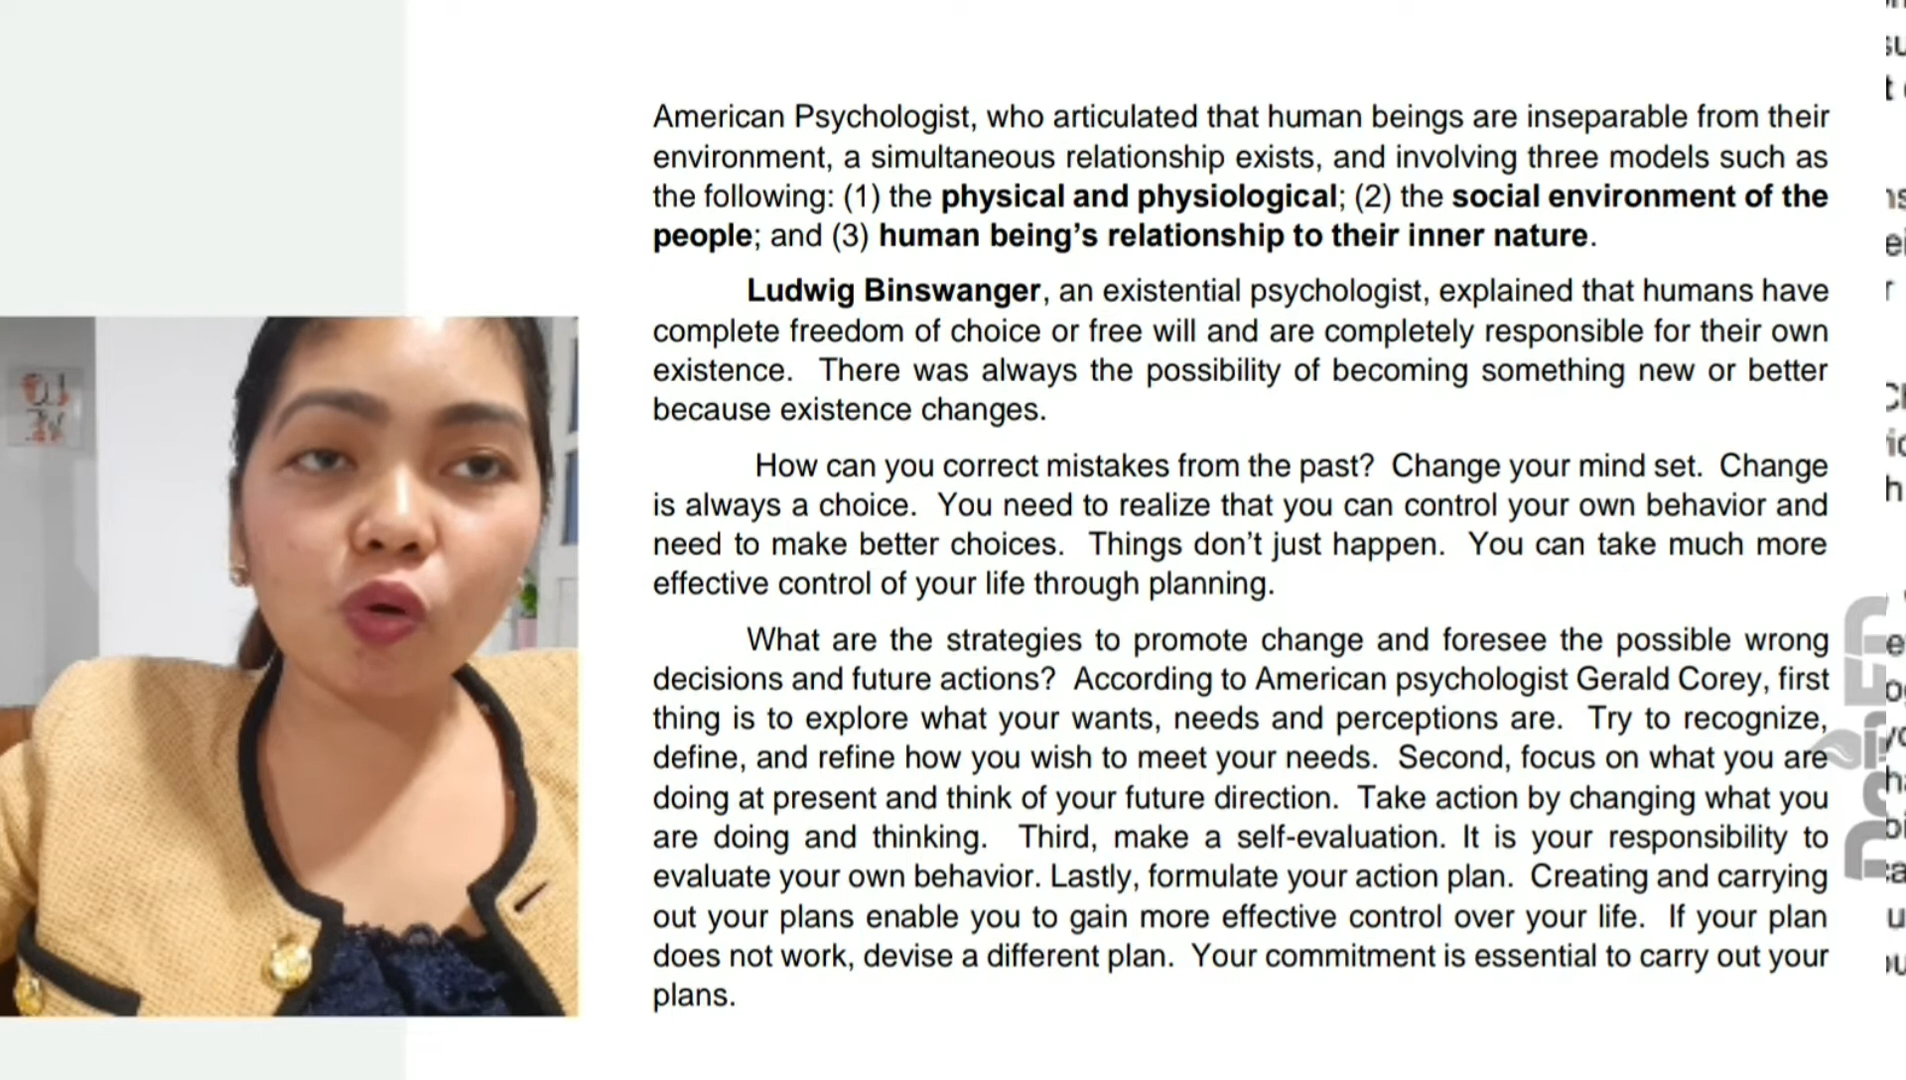 American Psychologist, who articulated that human beings are inseparable from their
environment, a simultaneous relationship exists, and involving three models such as
the following: (1) the physical and physiological; (2) the social environment of the
people; and (3) human being’s relationship to their inner nature.
Ludwig Binswanger, an existential psychologist, explained that humans have
complete freedom of choice or free will and are completely responsible for their own
existence. There was always the possibility of becoming something new or better
because existence changes.
How can you correct mistakes from the past? Change your mind set. Change
is always a choice. You need to realize that you can control your own behavior and
need to make better choices. Things don’t just happen. You can take much more
effective control of your life through planning.
What are the strategies to promote change and foresee the possible wrong
decisions and future actions? According to American psychologist Gerald Corey, first
thing is to explore what your wants, needs and perceptions are. Try to recognize,
define, and refine how you wish to meet your needs. Second, focus on what you are
doing at present and think of your future direction. Take action by changing what you
are doing and thinking. Third, make a self-evaluation. It is your responsibility to
evaluate your own behavior. Lastly, formulate your action plan. Creating and carrying
out your plans enable you to gain more effective control over your life. If your plan
does not work, devise a different plan. Your commitment is essential to carry out your
plans.